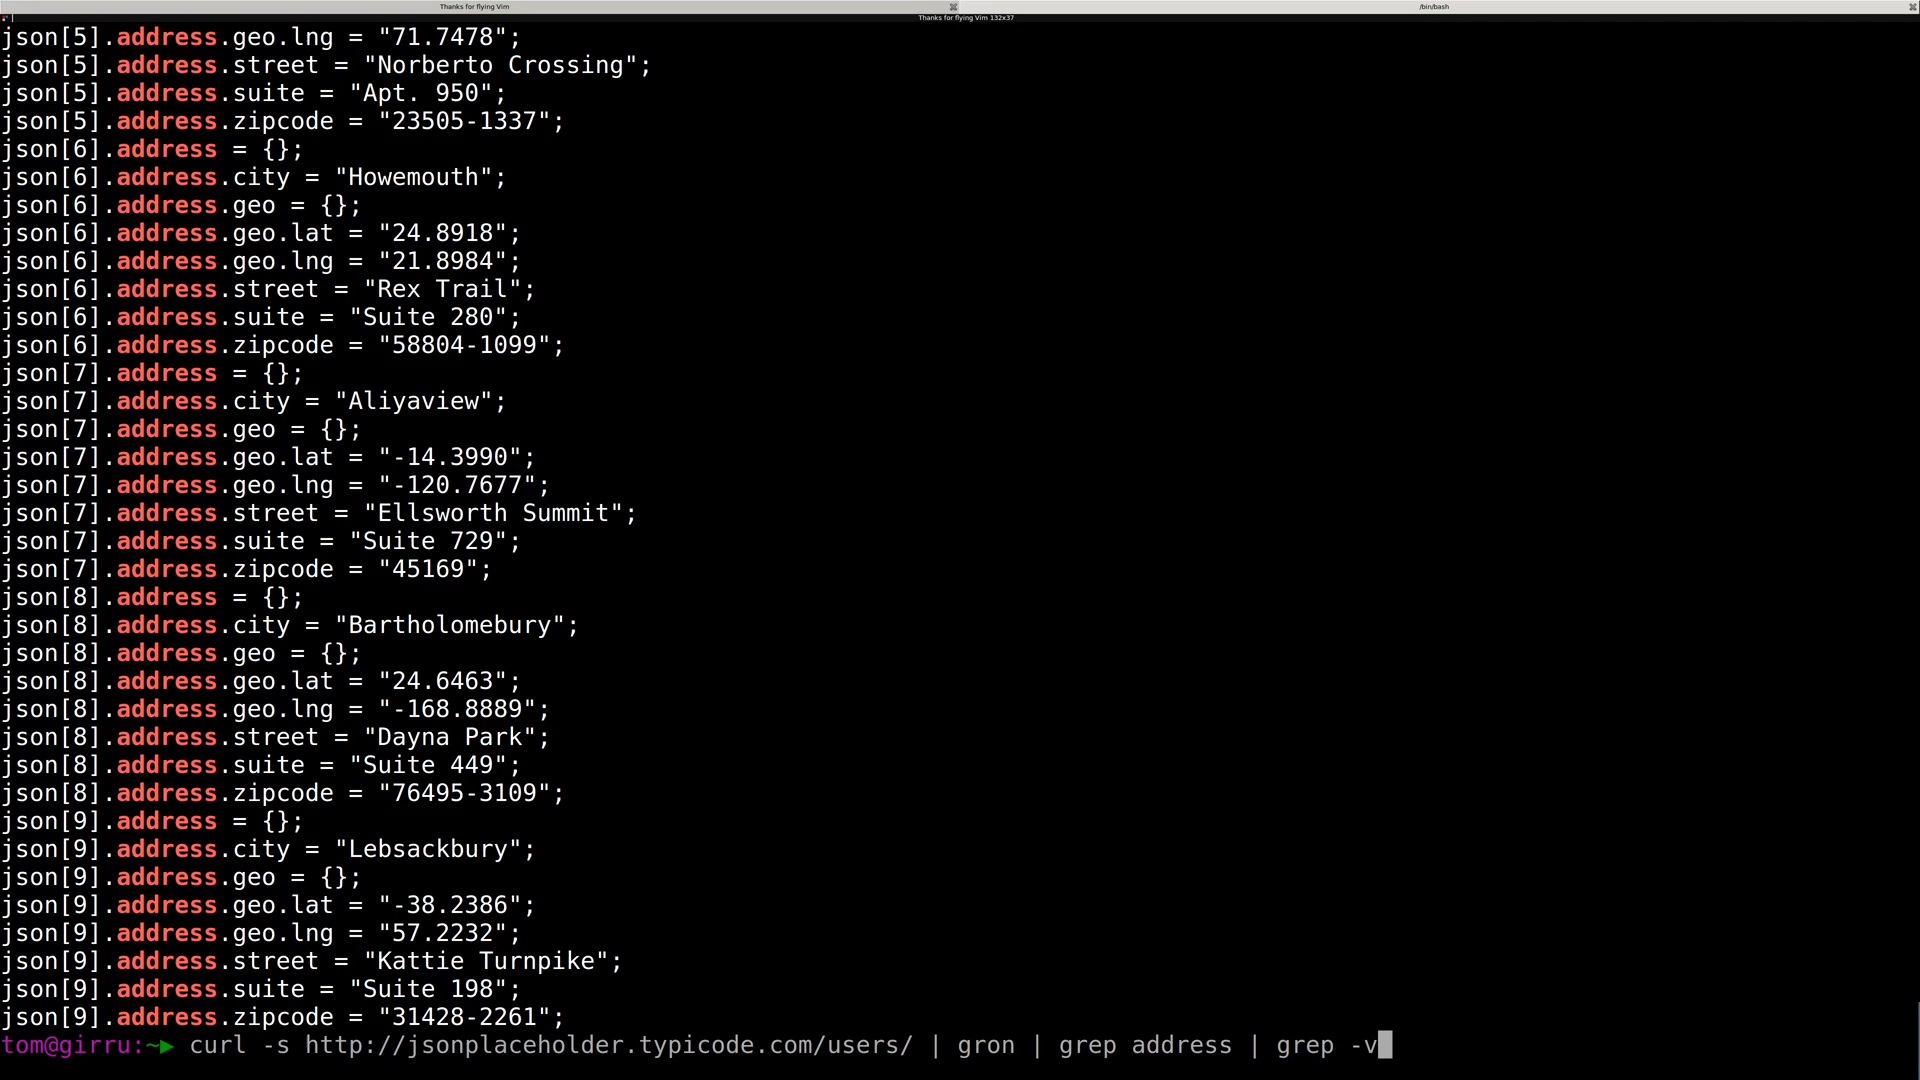 Thanks for flying Vim
/bin/bash
Thanks for flying Vim 132x37
json[5].address.geo.lng = "71.7478";
json[5].address.street = "Norberto Crossing";
json[5].address.suite = "Apt. 950";
json[5].address.zipcode = "23505-1337";
json[6].address = {};
json[6].address.city = "Howemouth";
json[6].address.geo = {};
json[6].address.geo.lat = "24.8918";
json[6].address.geo.lng = "21.8984";
json[6].address.street = "Rex Trail";
json[6].address.suite = "Suite 280";
json[6].address.zipcode = "58804-1099";
json[7].address = {};
json[7].address.city = "Aliyaview";
json[7].address.geo = {};
json[7].address.geo.lat = "-14.3990";
json[7].address.geo.lng = "-120.7677";
json[7].address.street = "Ellsworth Summit";
json[7].address.suite = "Suite 729";
json[7].address.zipcode = "45169";
json[8].address = {};
json[8].address.city = "Bartholomebury";
json[8].address.geo = {};
json[8].address.geo.lat = "24.6463";
json[8].address.geo.lng = "-168.8889";
json[8].address.street = "Dayna Park";
json[8].address.suite = "Suite 449";
json[8].address.zipcode = "76495-3109";
json[9].address = {};
json[9].address.city = "Lebsackbury";
json[9].address.geo = {};
json[9].address.geo.lat = "-38.2386";
json[9].address.geo.lng = "57.2232";
json[9].address.street = "Kattie Turnpike";
json[9].address.suite = "Suite 198";
json[9].address.zipcode = "31428-2261";
tom@girru:~▶ curl -s http://jsonplaceholder.typicode.com/users/ | gron | grep address | grep -v